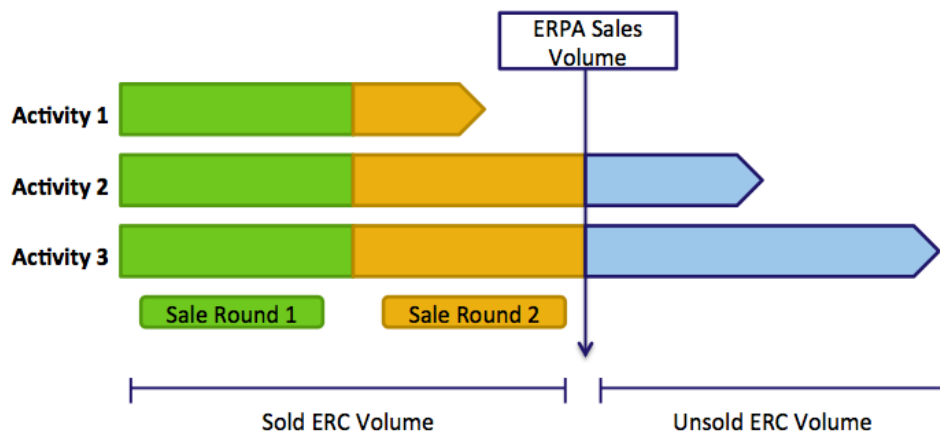 ERPA Sales
Volume
Activity 1
Activity 2
Activity 3
Sale Round 1
Sale Round 2
Sold ERC Volume
Unsold ERC Volume